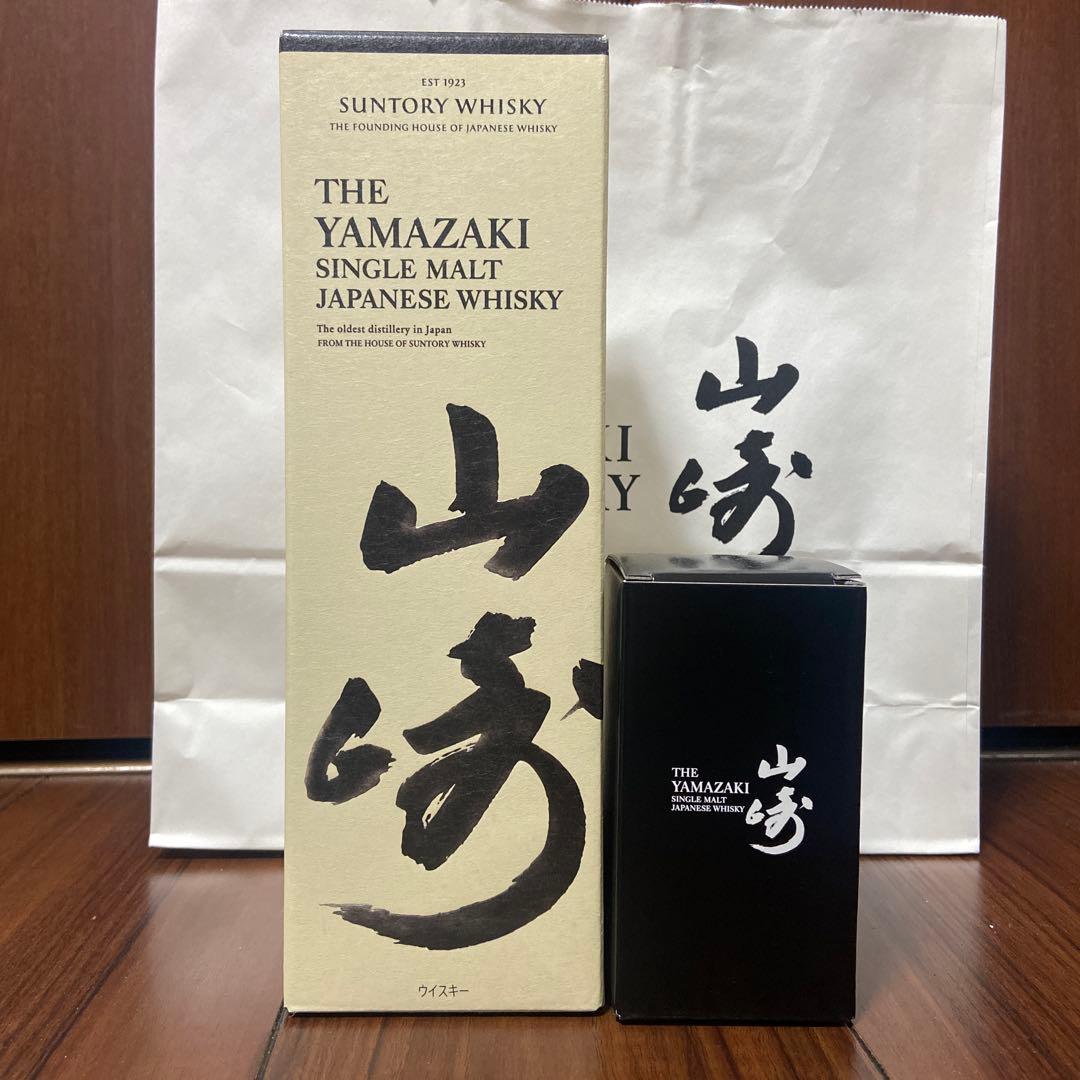 EST 1923
SUNTORY WHISKY
THE FOUNDING HOUSE OF JAPANESE WHISKY
THE
YAMAZAKI
SINGLE MALT
JAPANESE WHISKY
The oldest distillery in Japan
FROM THE HOUSE OF SUNTORY WHISKY
山崎
ウイスキー
KI
RY
山崎
THE
YAMAZAKI
SINGLE MALT
JAPANESE WHISKY
山崎